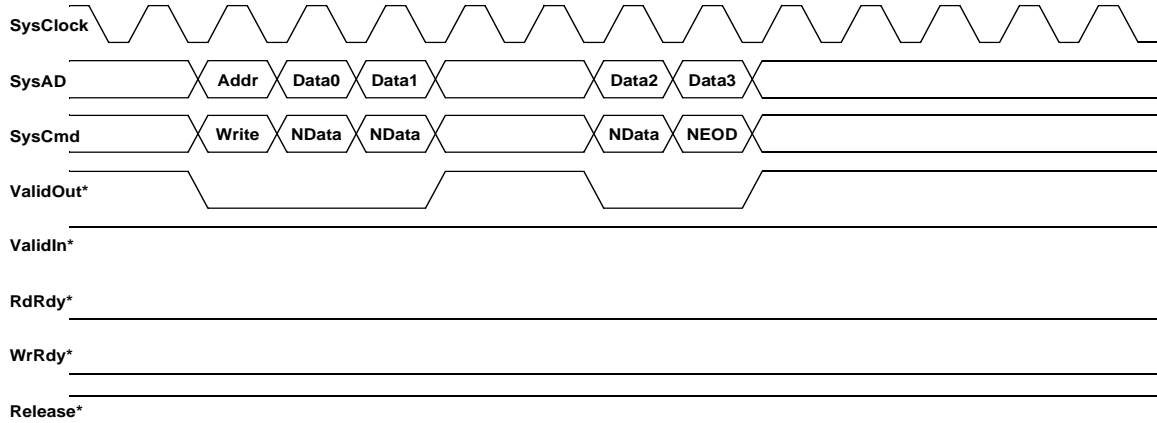 SysClock
SysAD Addr Data0 Data1 Data2 Data3
SysCmd Write NData NData NData NEOD
ValidOut*
ValidIn*
RdRdy*
WrRdy*
Release*